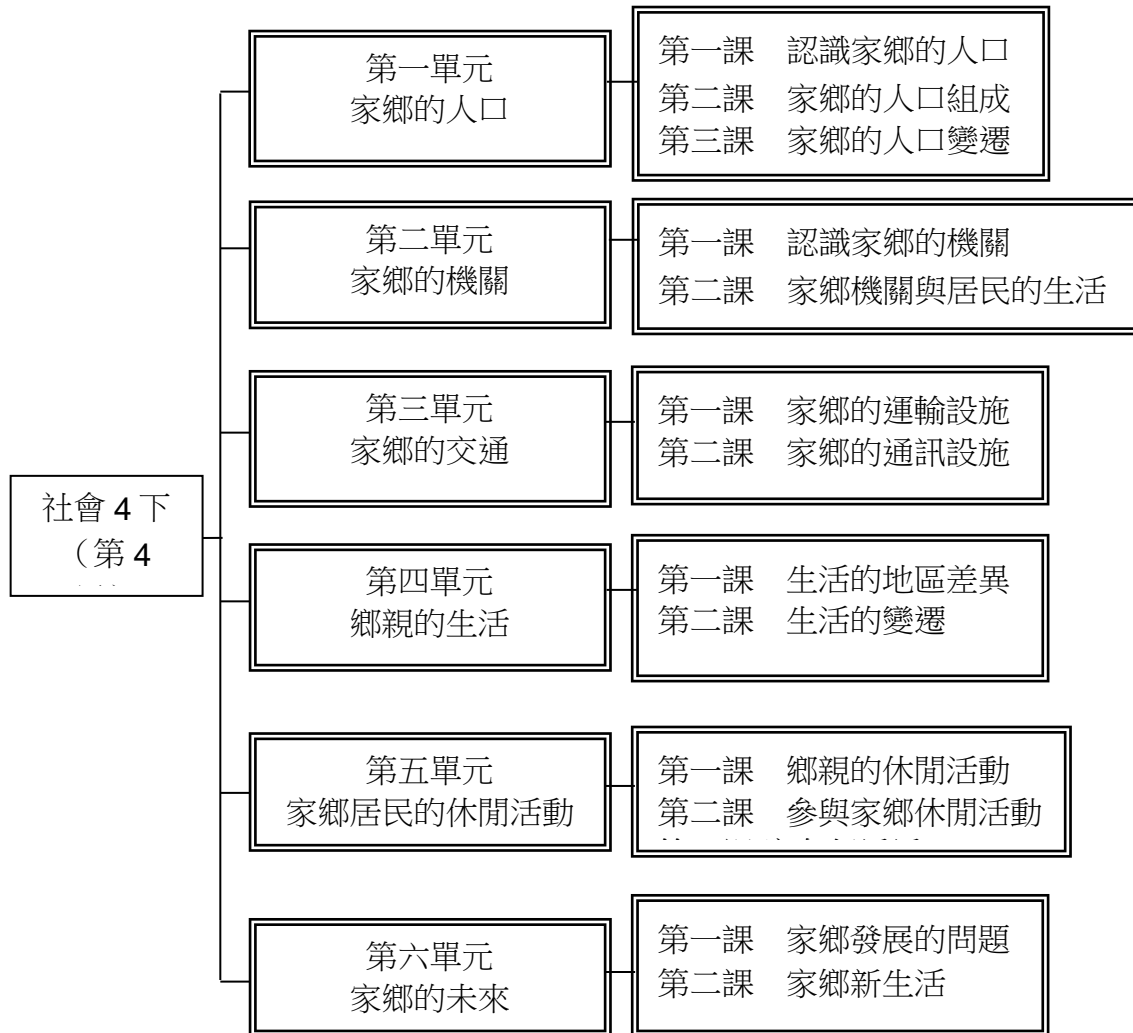 社會 4 下
（第 4
第一單元
家鄉的人口
第一課　認識家鄉的人口
第二課　家鄉的人口組成
第三課　家鄉的人口變遷
第二單元
家鄉的機關
第一課　認識家鄉的機關
第二課　家鄉機關與居民的生活
第三單元
家鄉的交通
第一課　家鄉的運輸設施
第二課　家鄉的通訊設施
第四單元
鄉親的生活
第一課　生活的地區差異
第二課　生活的變遷
第五單元
家鄉居民的休閒活動
第一課　鄉親的休閒活動
第二課　參與家鄉休閒活動
第六單元
家鄉的未來
第一課　家鄉發展的問題
第二課　家鄉新生活